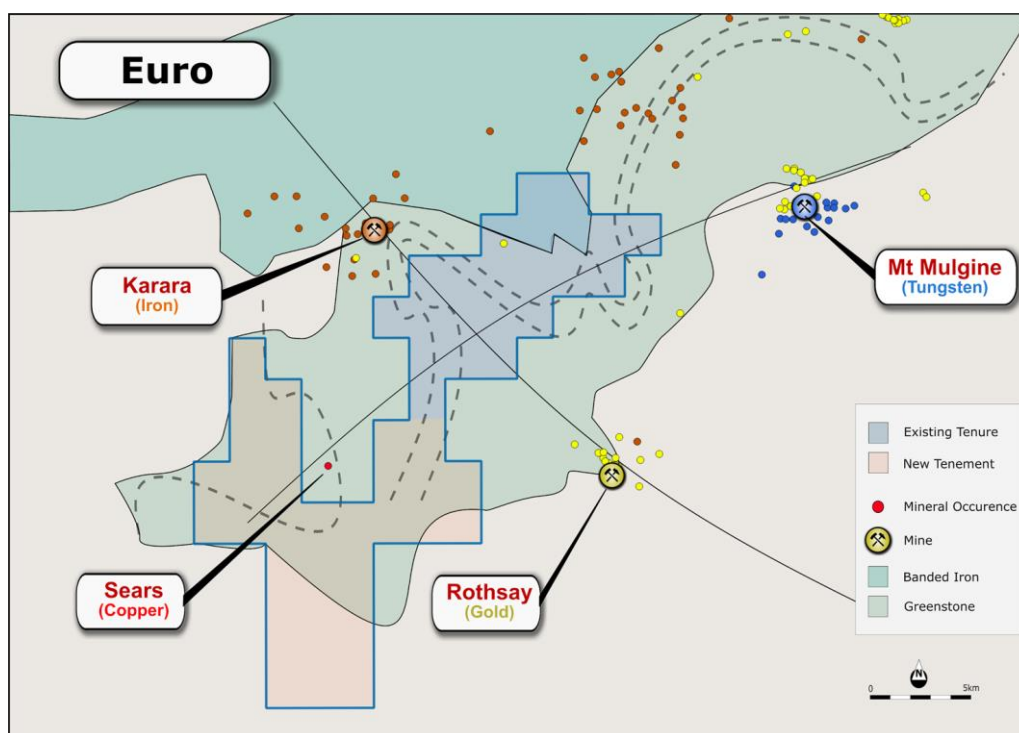 Euro
Karara
(Iron)
Mt Mulgine
(Tungsten)
Sears
(Copper)
Rothsay
(Gold)
Existing Tenure
New Tenement
Mineral Occurence
Mine
Banded Iron
Greenstone
N
0 5km